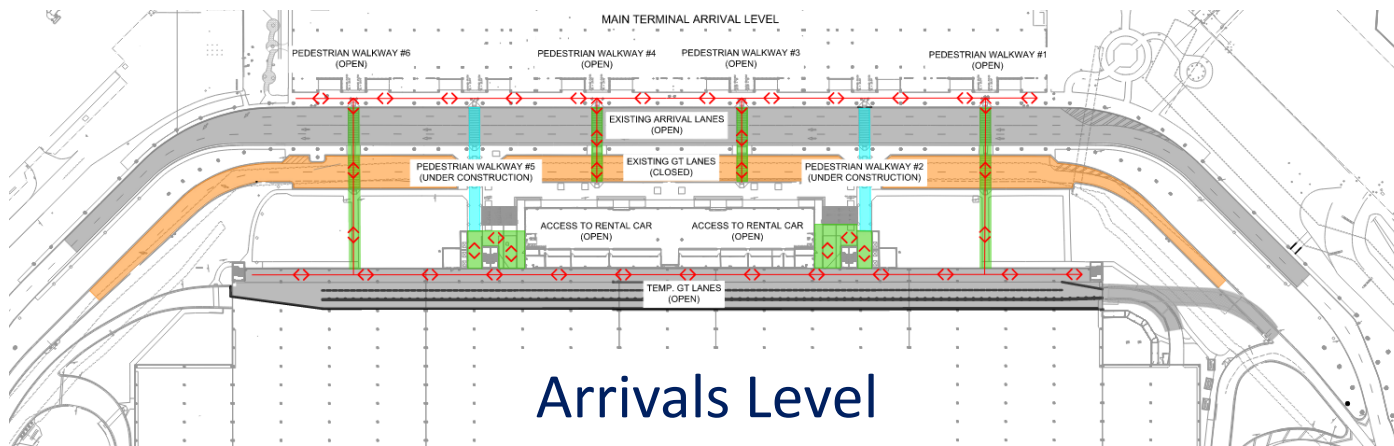 MAIN TERMINAL ARRIVAL LEVEL
PEDESTRIAN WALKWAY #6
(OPEN)
PEDESTRIAN WALKWAY #4
(OPEN)
PEDESTRIAN WALKWAY #3
(OPEN)
PEDESTRIAN WALKWAY #1
(OPEN)
EXISTING ARRIVAL LANES
(OPEN)
PEDESTRIAN WALKWAY #5
(UNDER CONSTRUCTION)
EXISTING GT LANES
(CLOSED)
PEDESTRIAN WALKWAY #2
(UNDER CONSTRUCTION)
ACCESS TO RENTAL CAR
(OPEN)
ACCESS TO RENTAL CAR
(OPEN)
TEMP. GT LANES
(OPEN)
Arrivals Level